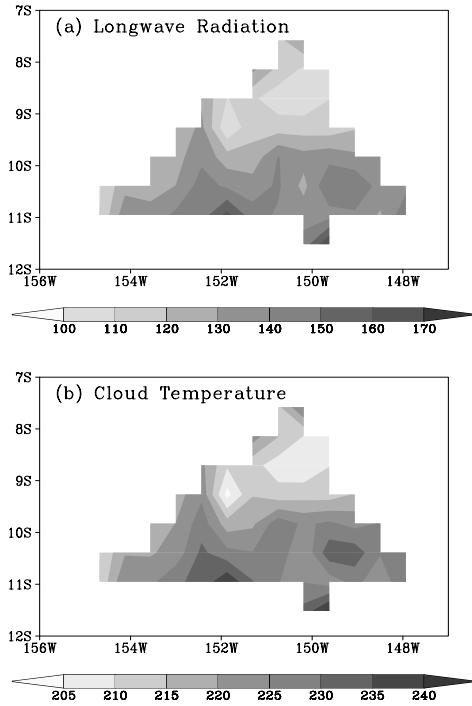 7S
(a) Longwave Radiation
8S
9S
10S
11S
12S
156W 154W 152W 150W 148W
100 110 120 130 140 150 160 170
7S
(b) Cloud Temperature
8S
9S
10S
11S
12S
156W 154W 152W 150W 148W
205 210 215 220 225 230 235 240